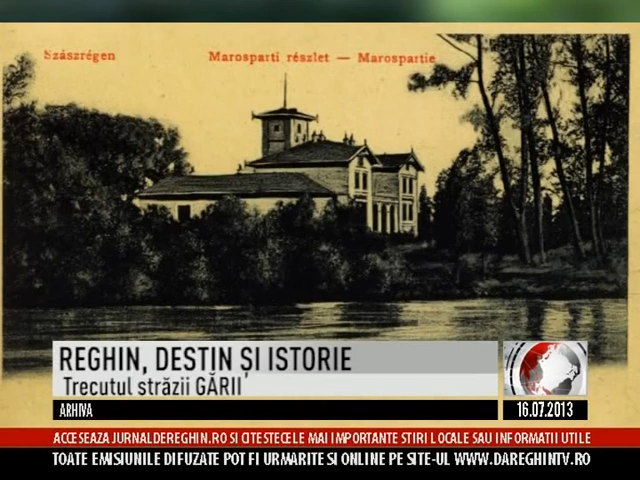 Szászrégen
Marosparti részlet — Marospartie
REGHIN, DESTIN ȘI ISTORIE
Trecutul străzii GĂRII
ARHIVA
16.07.2013
ACCESEAZA JURNALDEREGHIN.RO SI CITESTE CELE MAI IMPORTANTE STIRI LOCALE SAU INFORMATII UTILE
TOATE EMISIUNILE DIFUZATE POT FI URMARITE SI ONLINE PE SITE-UL WWW.DAREGHINTV.RO